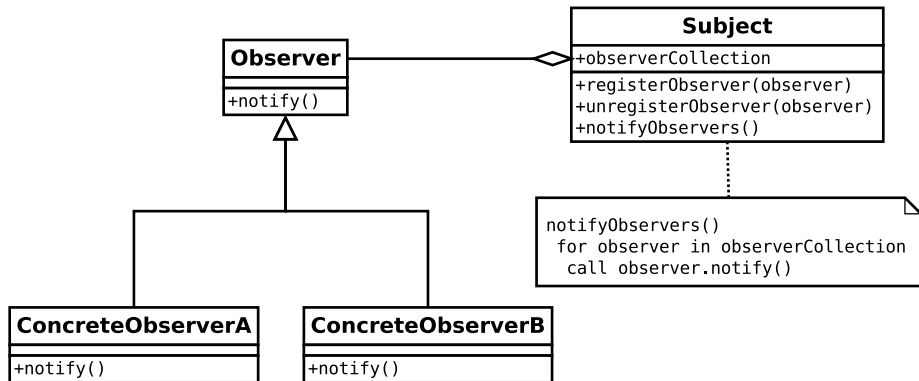 Subject
+observerCollection
+registerObserver(observer)
+unregisterObserver(observer)
+notifyObservers()
Observer
+notify()
notifyObservers()
for observer in observerCollection
call observer.notify()
ConcreteObserverA
+notify()
ConcreteObserverB
+notify()